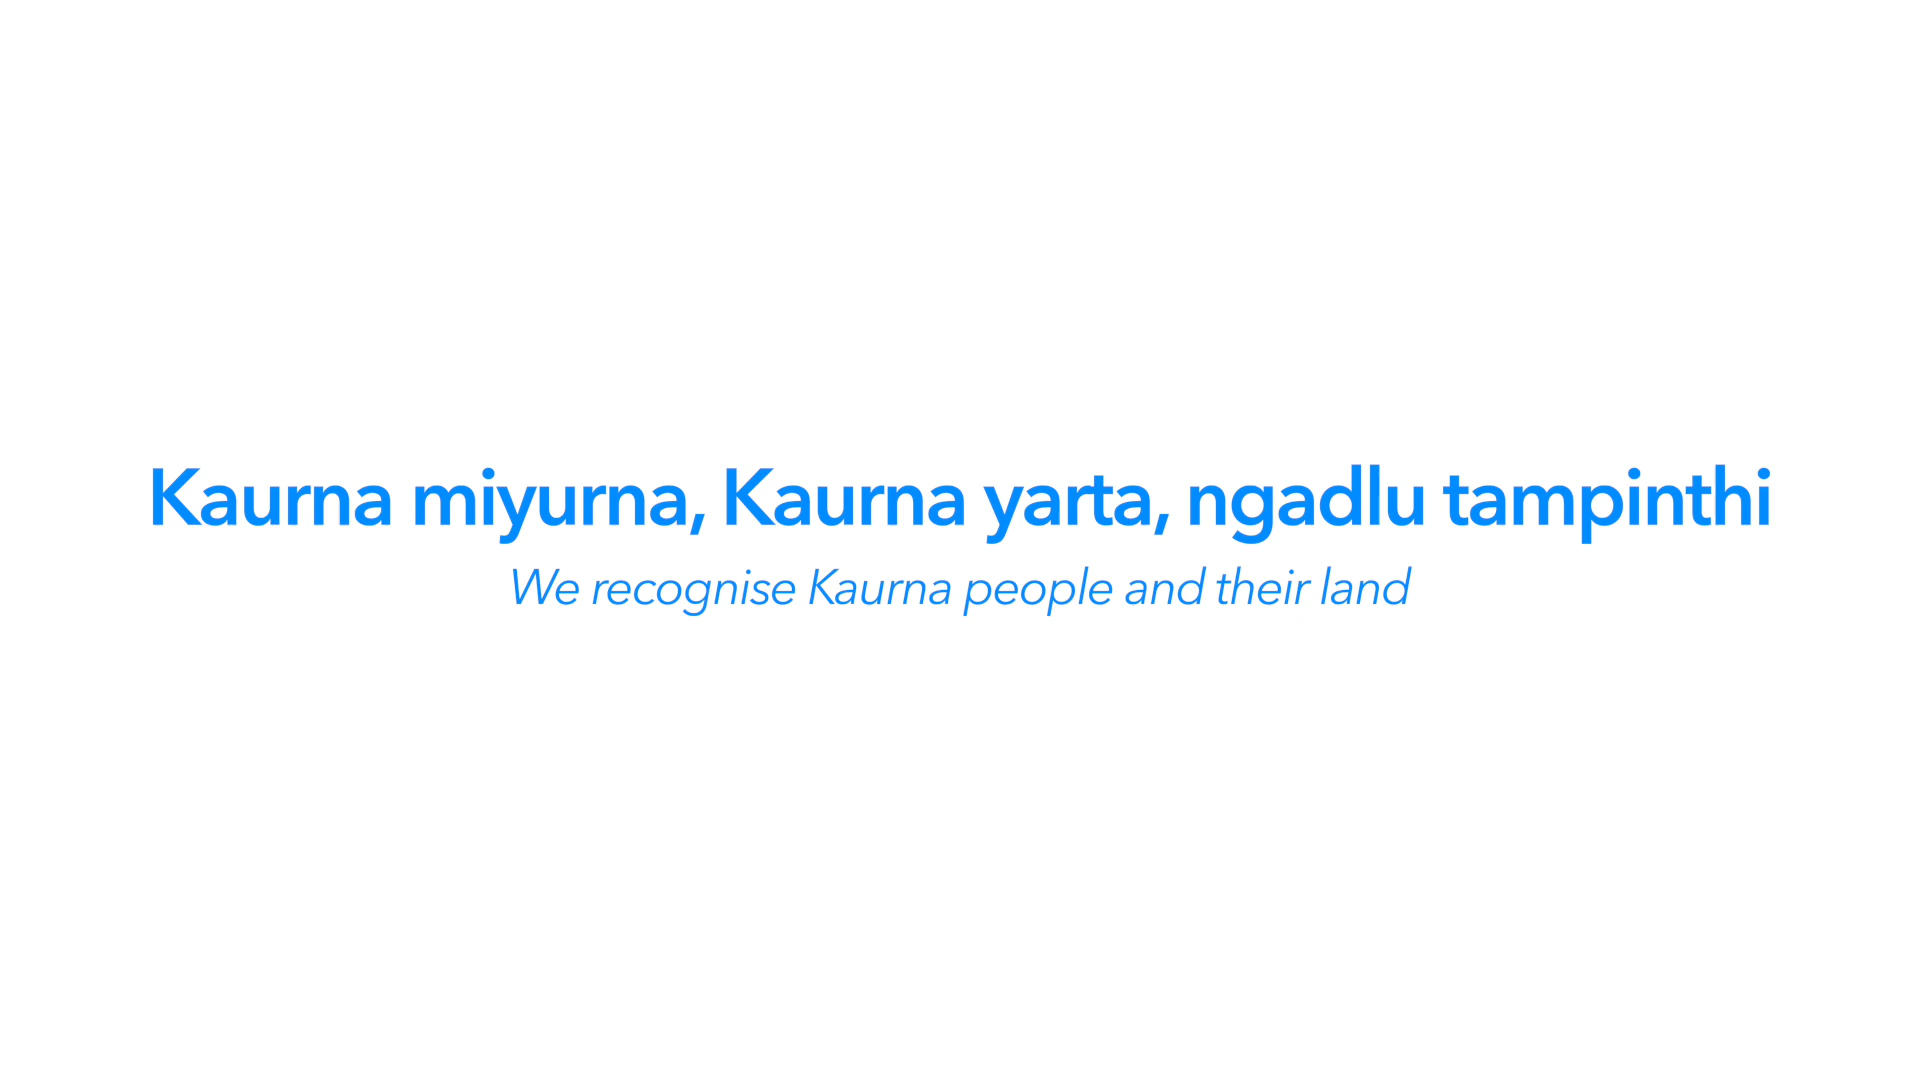 Kaurna miyurna, Kaurna yarta, ngadlu tampinthi
We recognise Kaurna people and their land